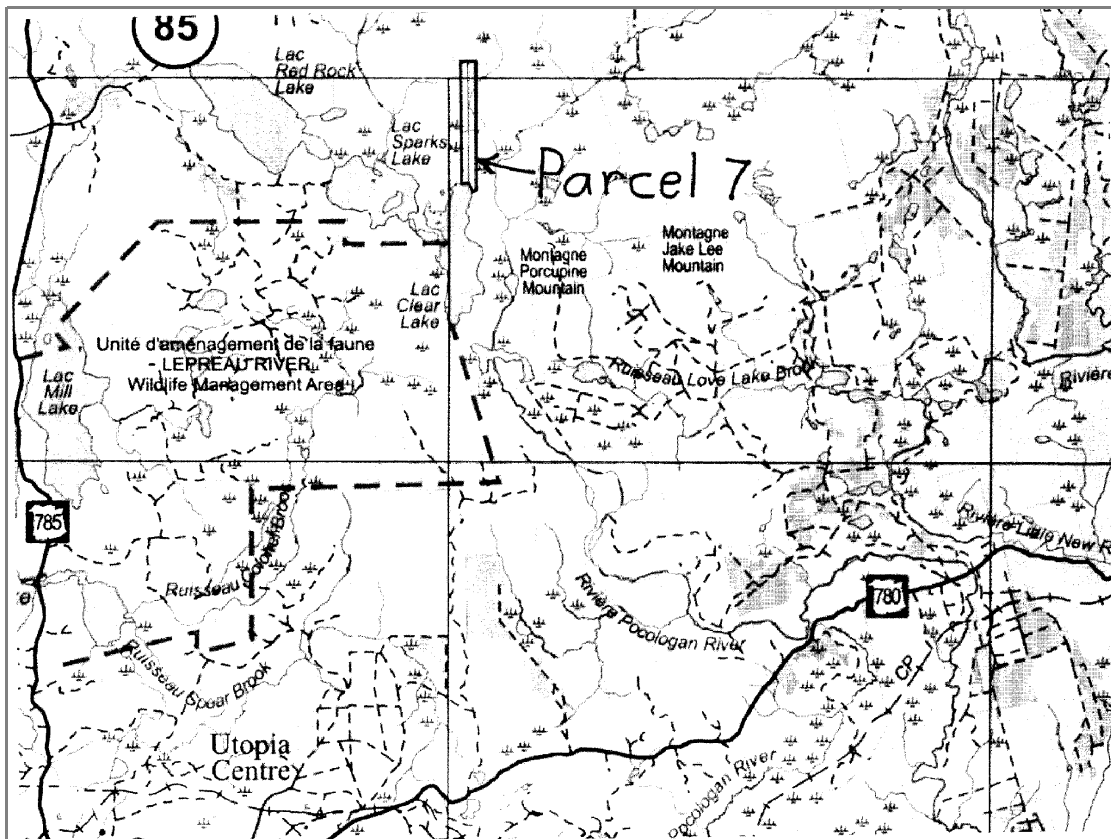 85
Lac
Red Rock
Lake
Lac
Sparks
Lake
Parcel 7
Montagne
Jake Lee
Mountain
Montagne
Porcupine
Mountain
Lac
Clear
Lake
Unité d'aménagement de la faune
- LEPREAU RIVER -
Wildlife Management Area
Lac
Mill
Lake
Ruisseau Love Lake Brook
Rivière
785
Ruisseau Colonel Brook
Rivière Little New R
780
e
Rivière Pocologan River
Ruisseau Spear Brook
CP
Utopia
Centre
Pocologan River